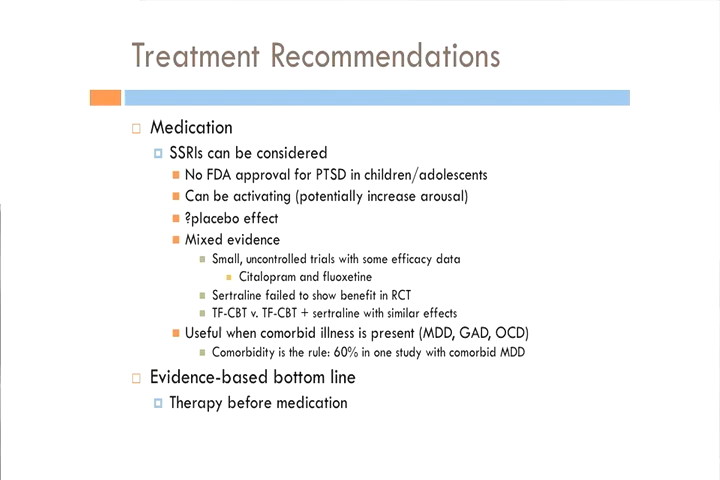 Treatment Recommendations
Medication
SSRIs can be considered
No FDA approval for PTSD in children/adolescents
Can be activating (potentially increase arousal)
?placebo effect
Mixed evidence
Small, uncontrolled trials with some efficacy data
Citalopram and fluoxetine
Sertraline failed to show benefit in RCT
TF-CBT v. TF-CBT + sertraline with similar effects
Useful when comorbid illness is present (MDD, GAD, OCD)
Comorbidity is the rule: 60% in one study with comorbid MDD
Evidence-based bottom line
Therapy before medication